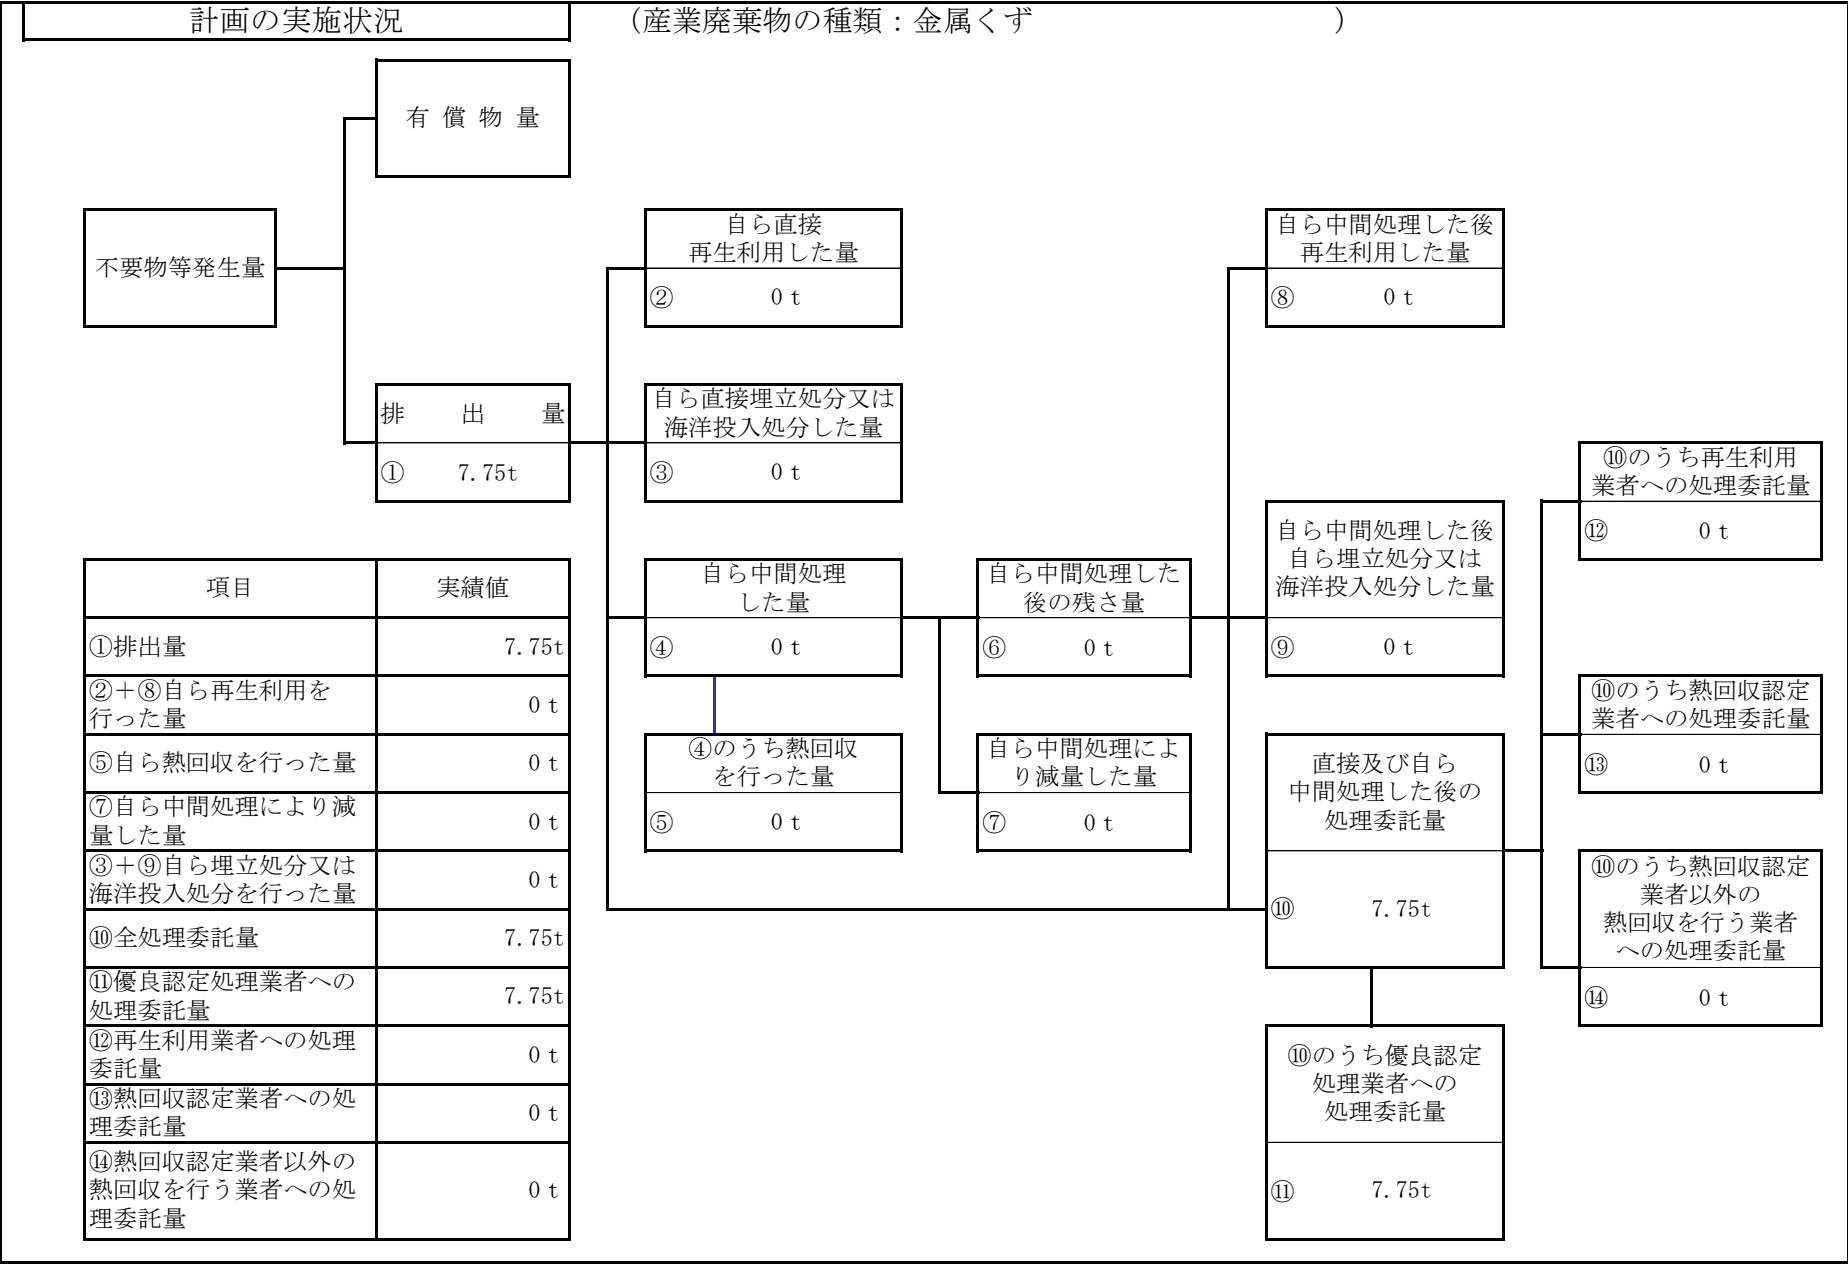 計画の実施状況
（産業廃棄物の種類：金属くず　　　　　　　　　　）
有 償 物 量
不要物等発生量
自ら直接
再生利用した量
② 0 t
自ら中間処理した後
再生利用した量
⑧ 0 t
排 出 量
① 7.75t
自ら直接埋立処分又は
海洋投入処分した量
③ 0 t
⑩のうち再生利用
業者への処理委託量
⑫ 0 t
自ら中間処理した後
自ら埋立処分又は
海洋投入処分した量
⑨ 0 t
自ら中間処理
した量
④ 0 t
自ら中間処理した
後の残さ量
⑥ 0 t
⑩のうち熱回収認定
業者への処理委託量
⑬ 0 t
④のうち熱回収
を行った量
⑤ 0 t
自ら中間処理によ
り減量した量
⑦ 0 t
直接及び自ら
中間処理した後の
処理委託量
⑩ 7.75t
⑩のうち熱回収認定
業者以外の
熱回収を行う業者
への処理委託量
⑭ 0 t
⑩のうち優良認定
処理業者への
処理委託量
⑪ 7.75t
項目 実績値
①排出量 7.75t
②＋⑧自ら再生利用を
行った量 0 t
⑤自ら熱回収を行った量 0 t
⑦自ら中間処理により減
量した量 0 t
③＋⑨自ら埋立処分又は
海洋投入処分を行った量 0 t
⑩全処理委託量 7.75t
⑪優良認定処理業者への
処理委託量 7.75t
⑫再生利用業者への処理
委託量 0 t
⑬熱回収認定業者への処
理委託量 0 t
⑭熱回収認定業者以外の
熱回収を行う業者への処
理委託量 0 t